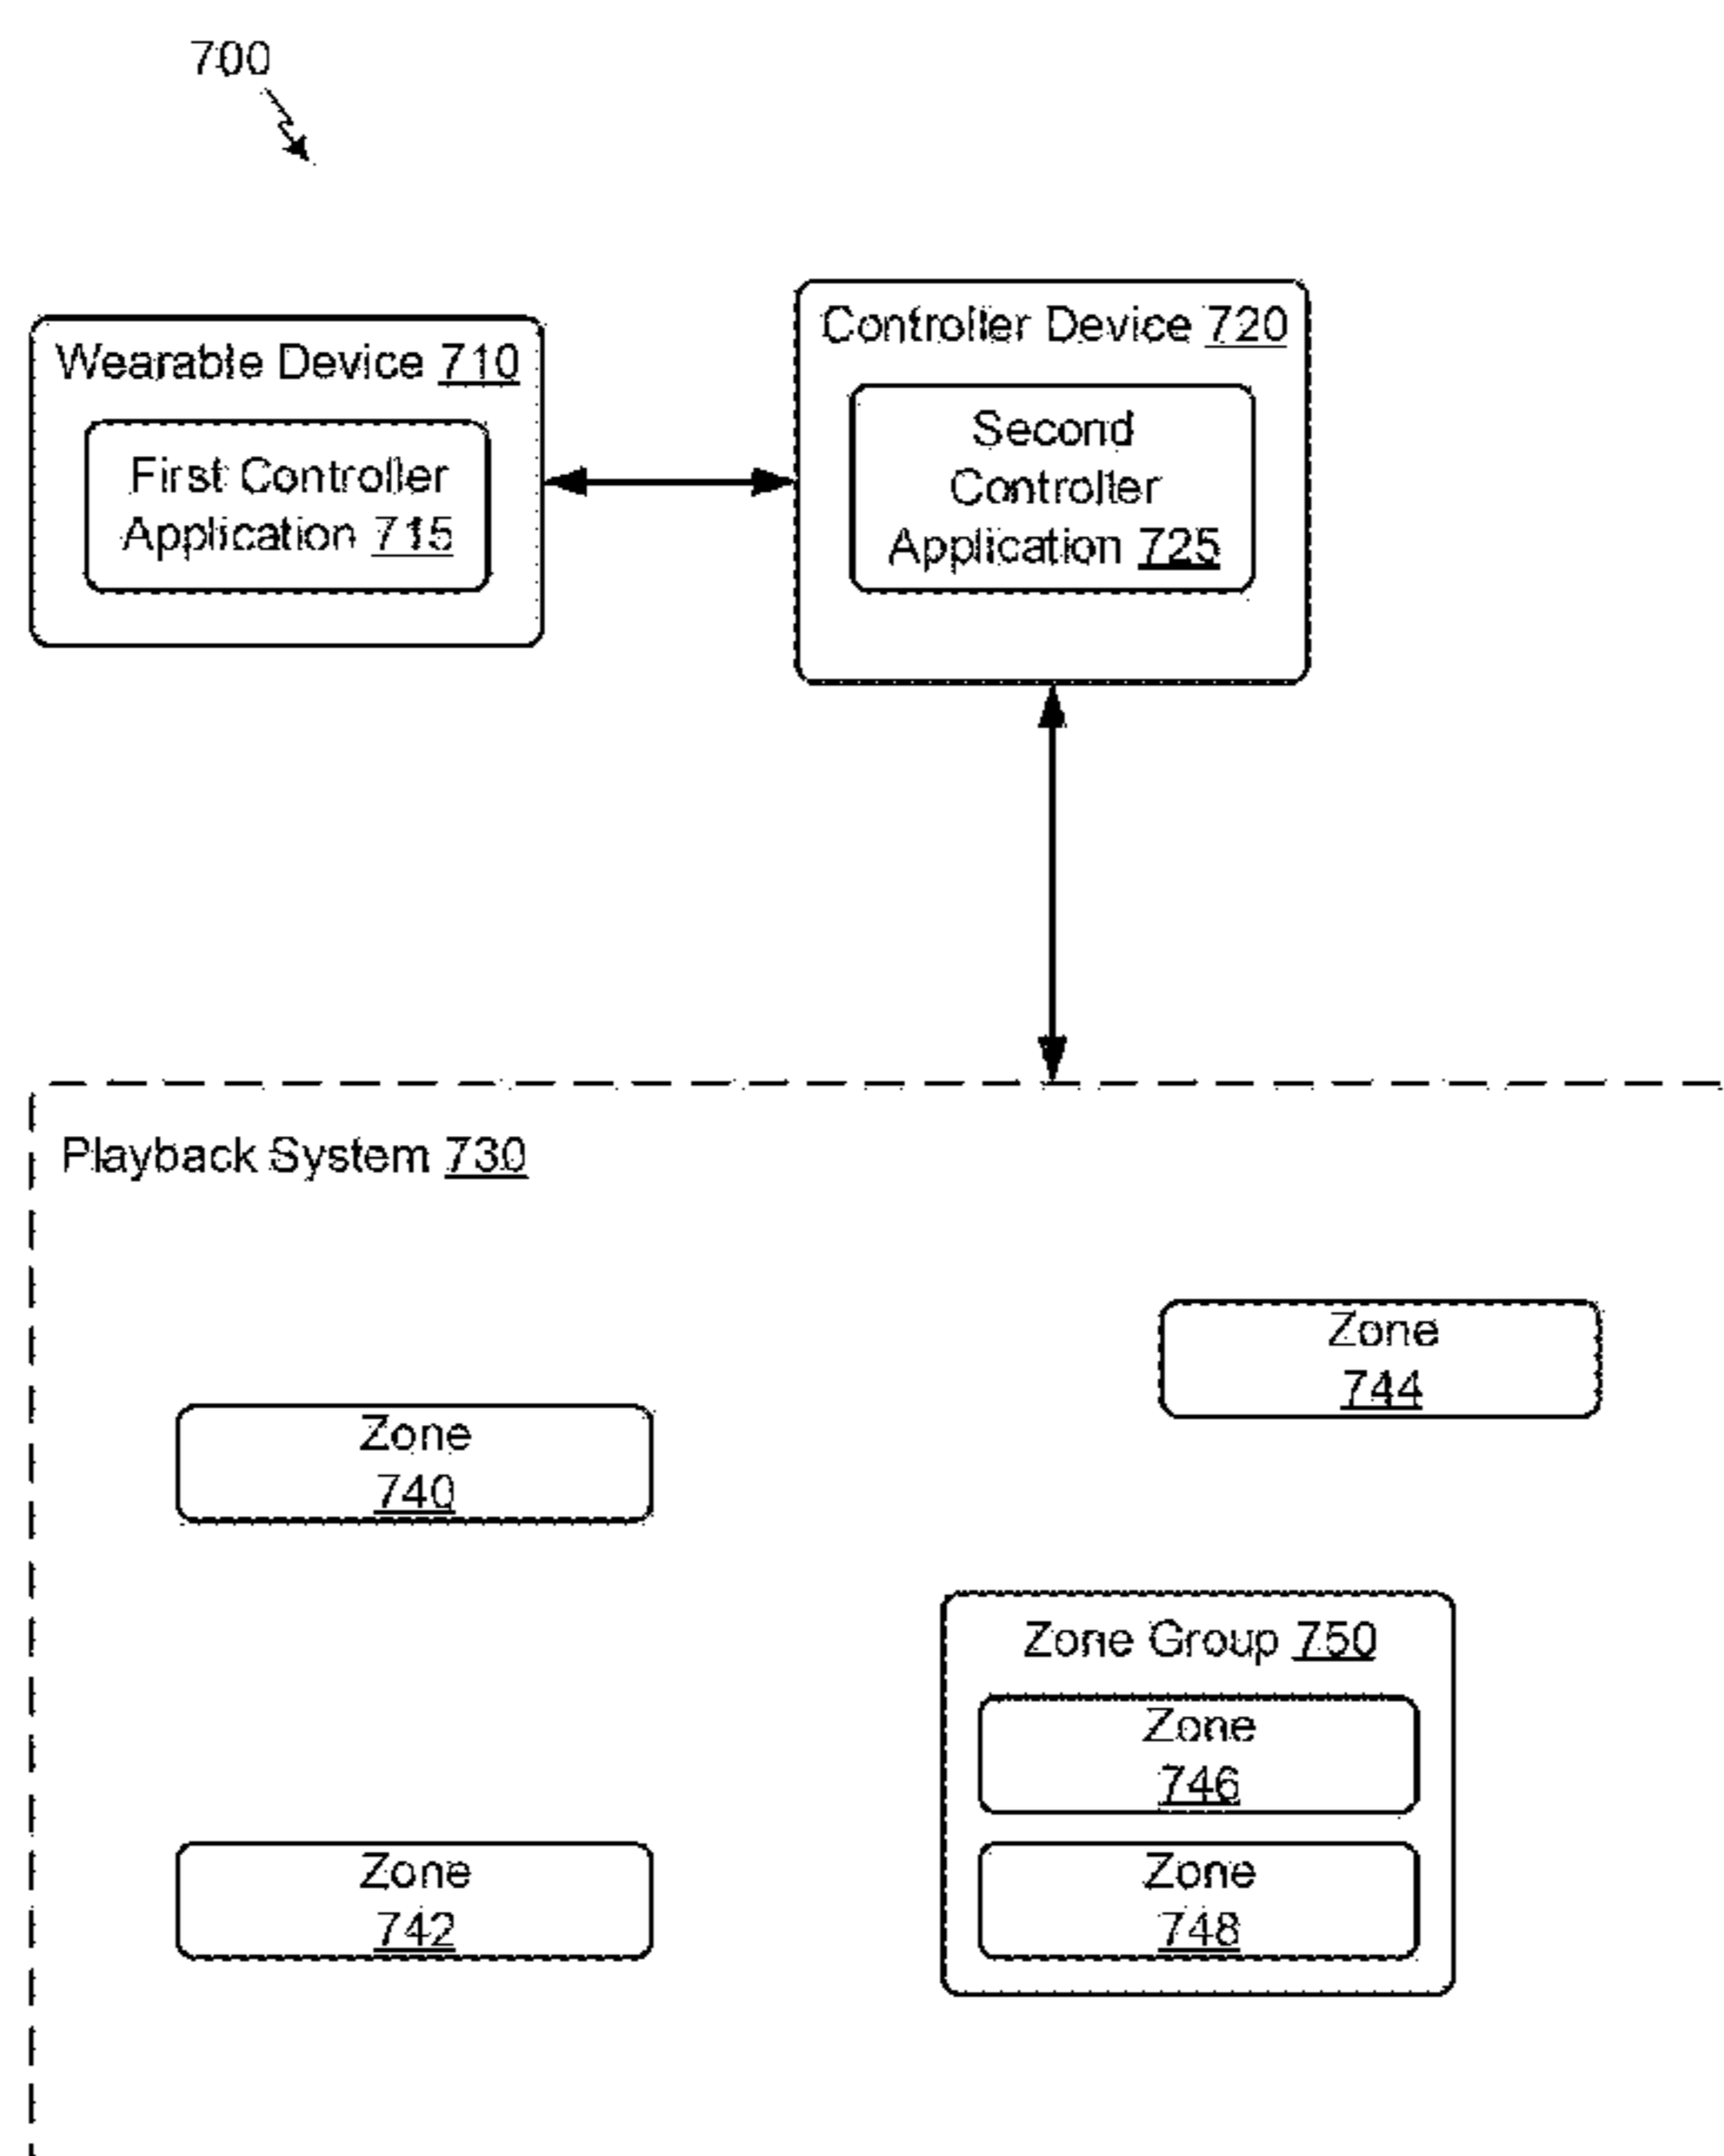 700
Wearable Device 710
First Controller
Application 715
Controller Device 720
Second
Controller
Application 725
Playback System 730
Zone
744
Zone
740
Zone Group 750
Zone
746
Zone
748
Zone
742